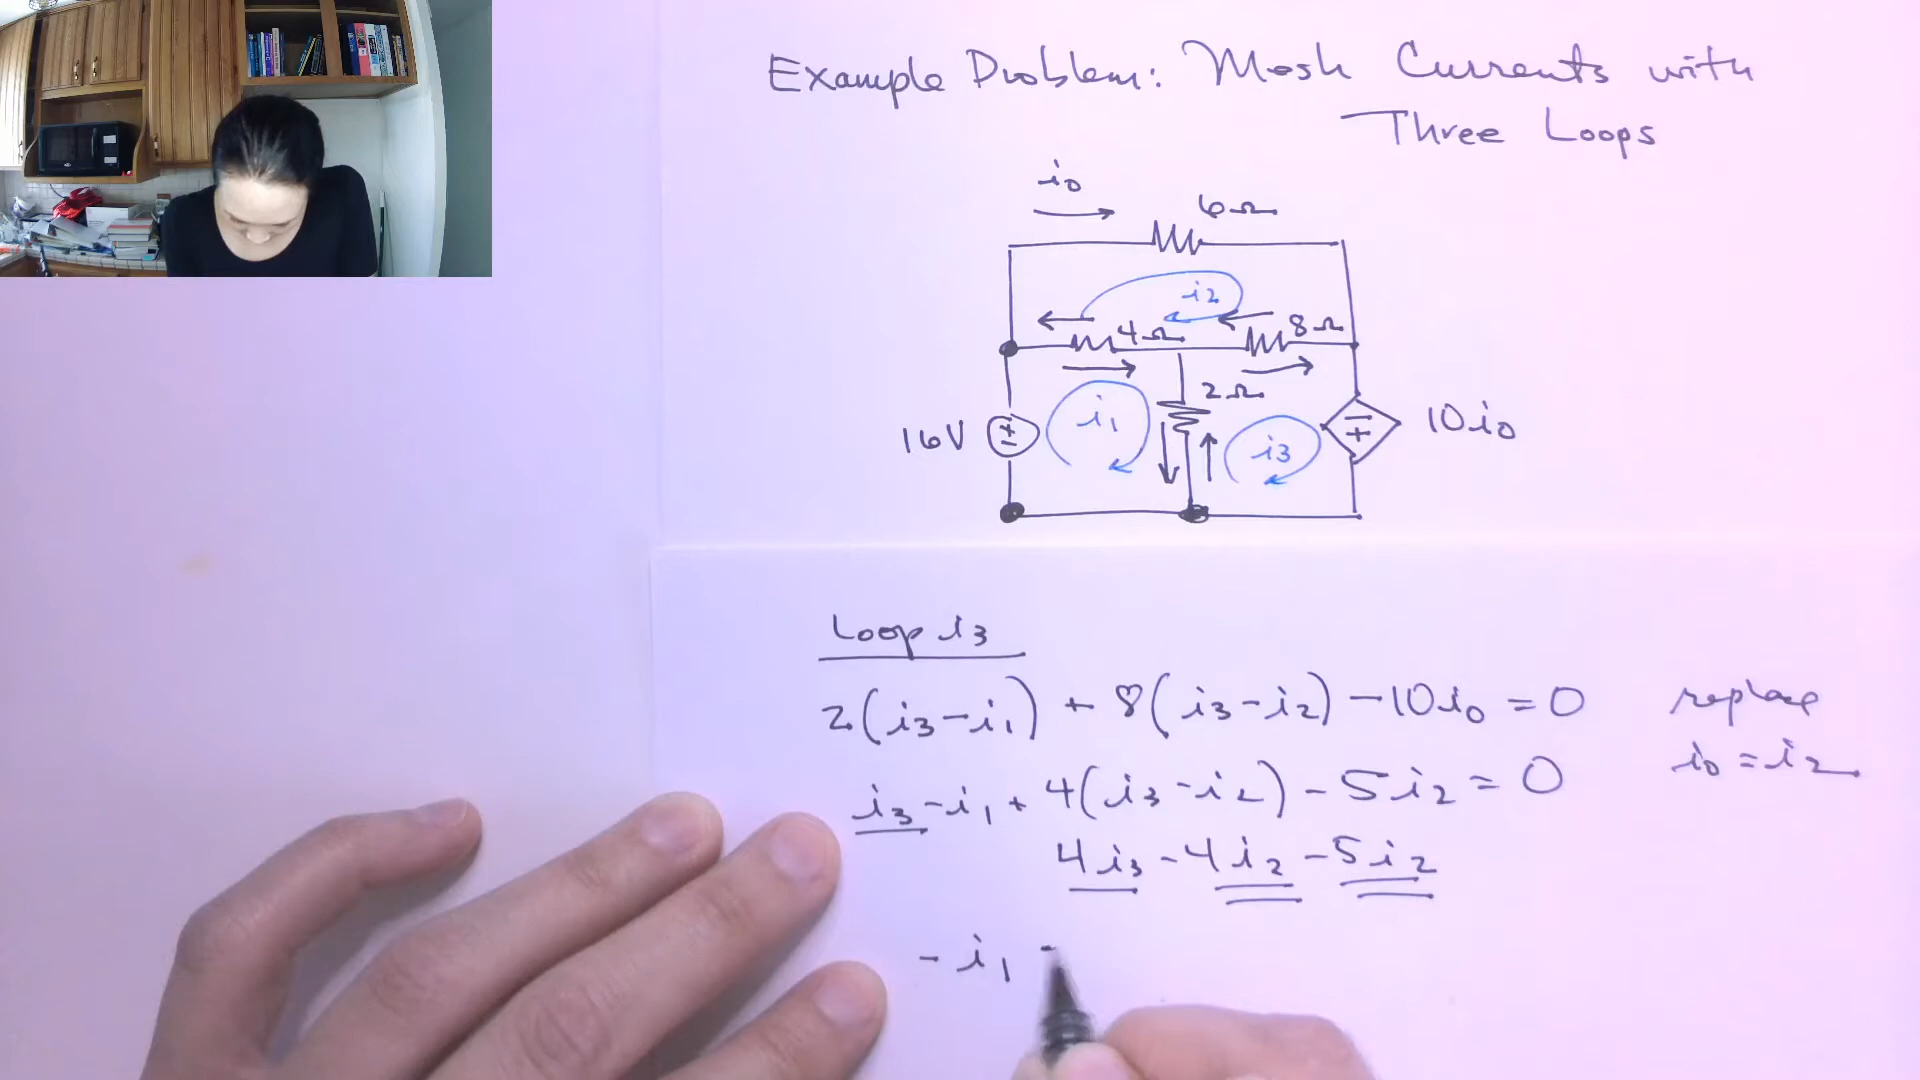 Example Problem: Mesh Currents with
Three Loops
i0
6Ω
i2
4Ω
8Ω
2Ω
16V
+
-
i1
i3
-
+
10i0
Loop i3
2(i3-i1) + 8(i3-i2) -10i0 = 0
replace
i0 = i2
i3 -i1 + 4(i3 -i2) - 5i2 = 0
4i3 -4i2 -5i2
- i1 -